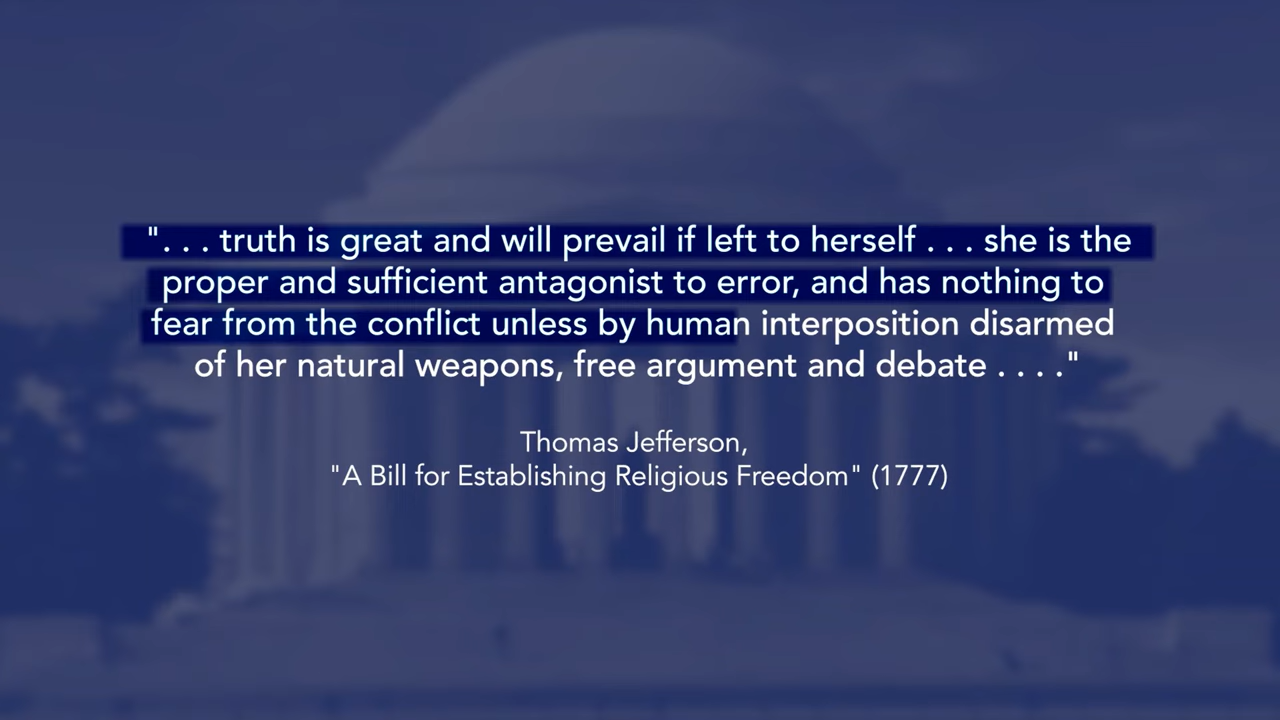 ". . . truth is great and will prevail if left to herself . . . she is the
proper and sufficient antagonist to error, and has nothing to
fear from the conflict unless by human interposition disarmed
of her natural weapons, free argument and debate . . . ."
Thomas Jefferson,
"A Bill for Establishing Religious Freedom" (1777)